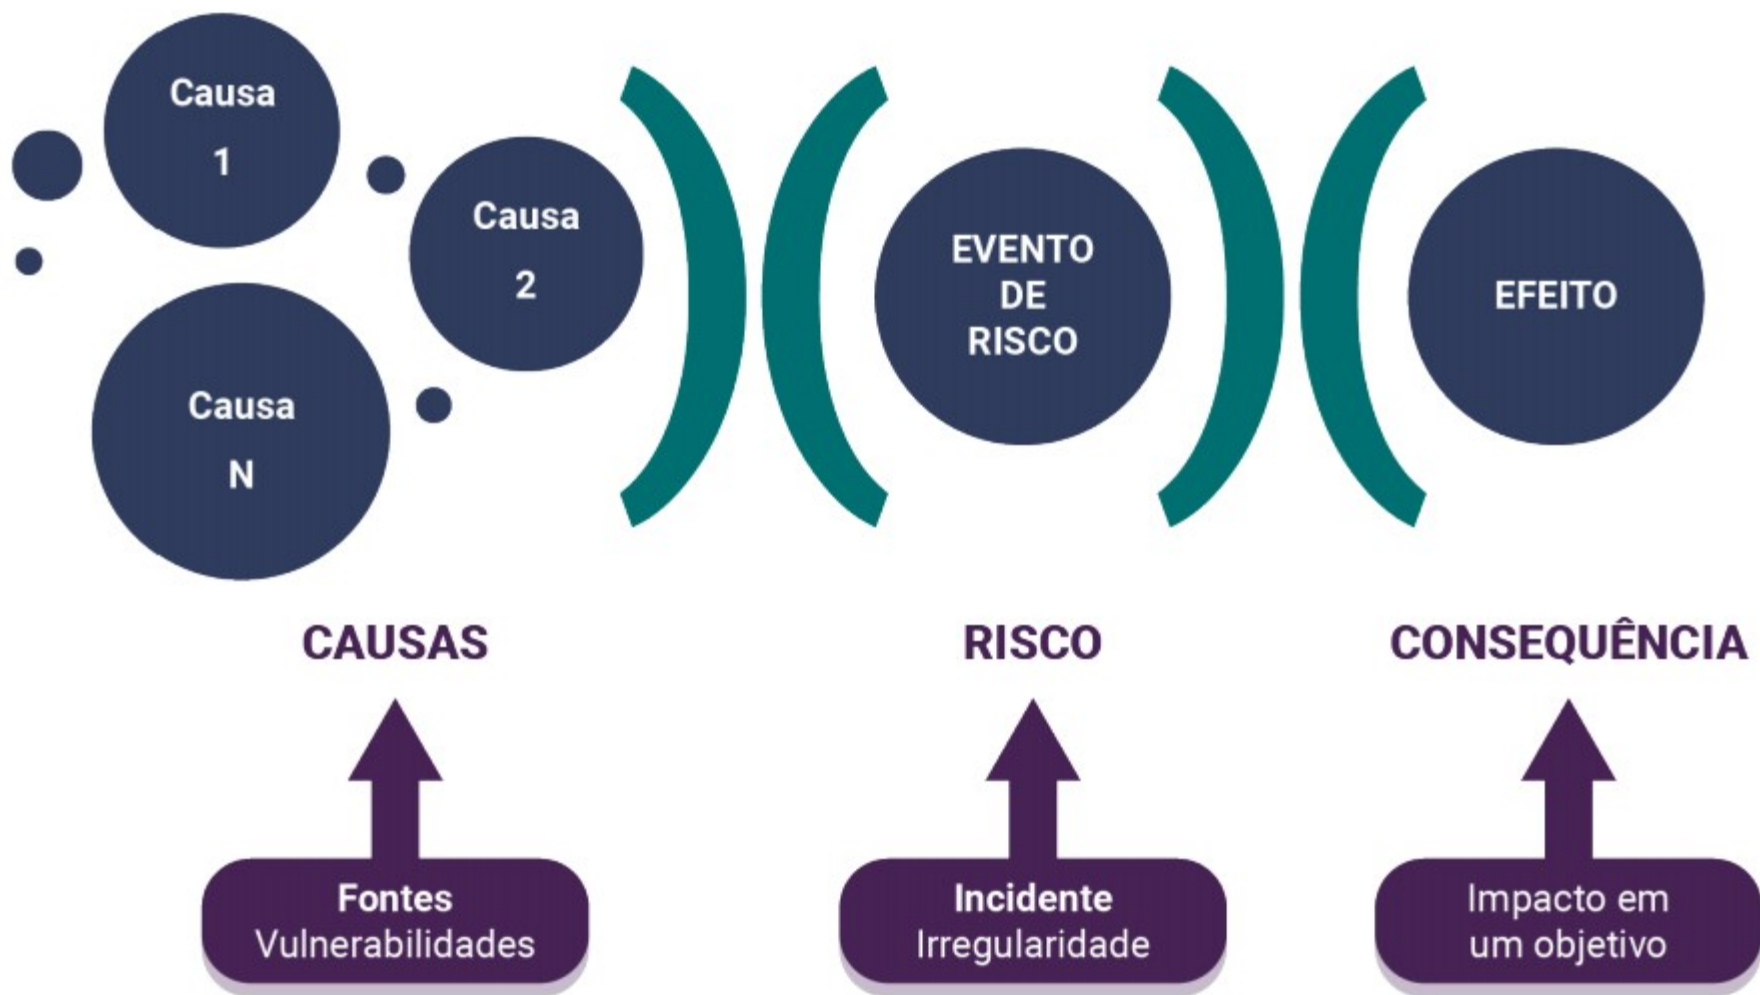 Causa
1
Causa
2
Causa
N
EVENTO
DE
RISCO
EFEITO
CAUSAS
RISCO
CONSEQUÊNCIA
Fontes
Vulnerabilidades
Incidente
Irregularidade
Impacto em
um objetivo